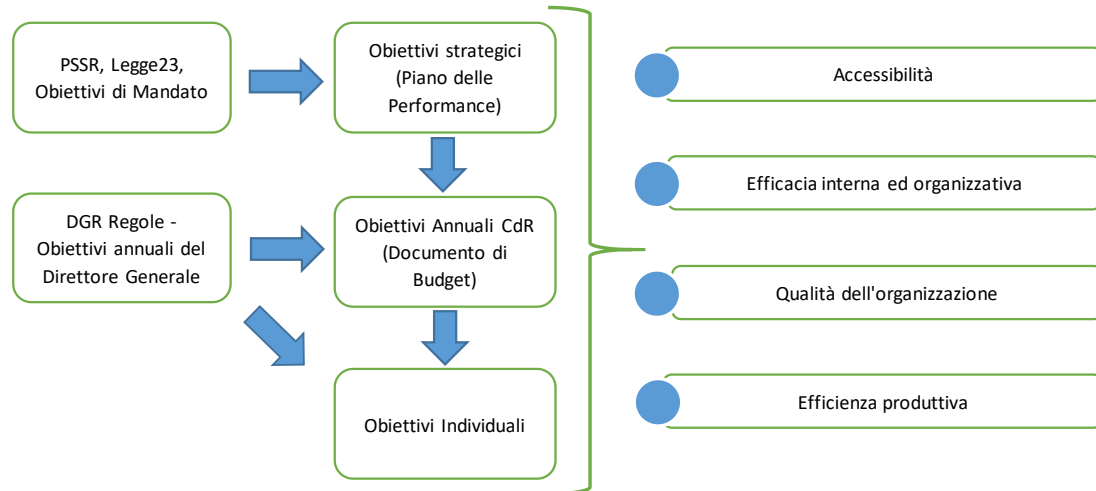 PSSR, Legge23,
Obiettivi di Mandato
Obiettivi strategici
(Piano delle
Performance)
DGR Regole -
Obiettivi annuali del
Direttore Generale
Obiettivi Annuali CdR
(Documento di
Budget)
Obiettivi Individuali
Accessibilità
Efficacia interna ed organizzativa
Qualità dell'organizzazione
Efficienza produttiva